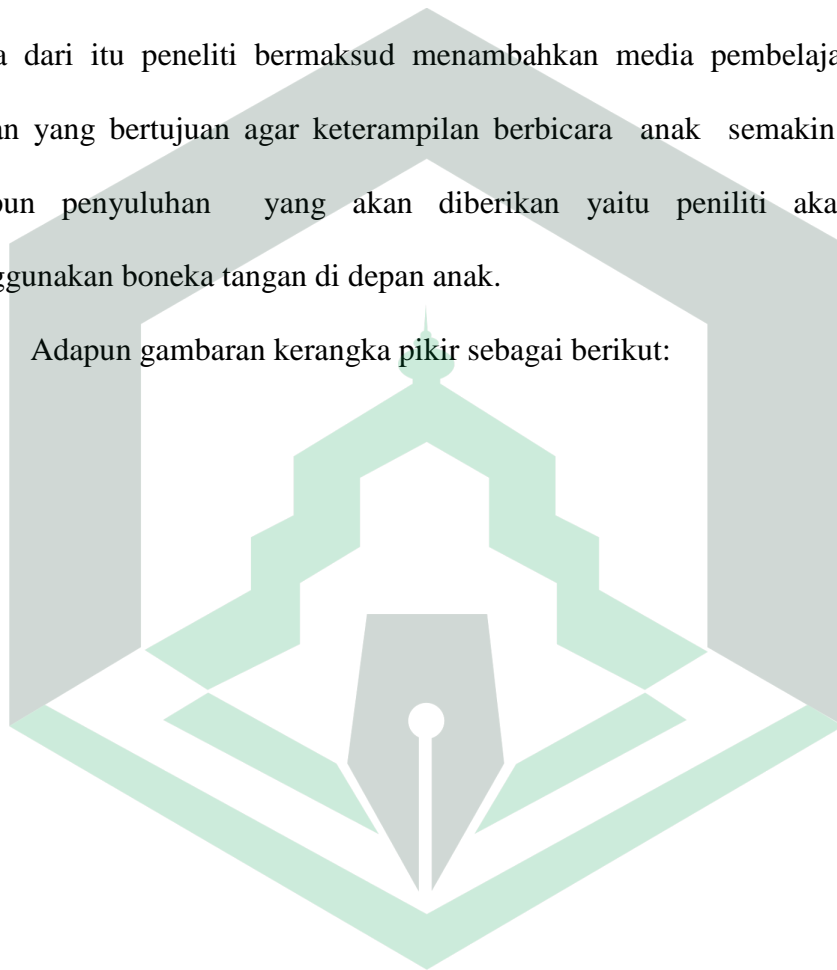 a dari itu peneliti bermaksud menambahkan media pembelaja
an yang bertujuan agar keterampilan berbicara anak semakin
pun penyuluhan yang akan diberikan yaitu peniliti aka
ggunakan boneka tangan di depan anak.
Adapun gambaran kerangka pikir sebagai berikut: